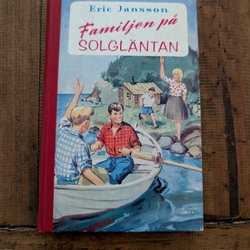 Eric Jansson
Familjen på
SOLGLÄNTAN